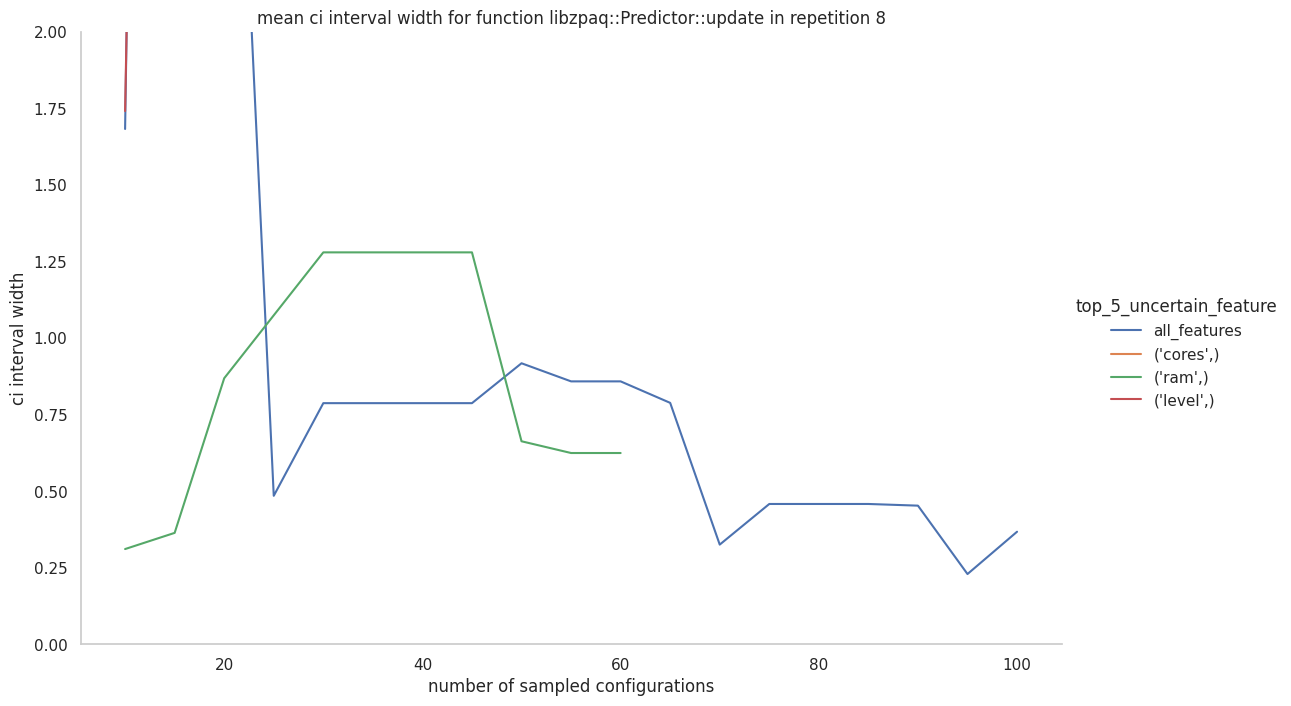 mean ci interval width for function libzpaq::Predictor::update in repetition 8
2.00
1.75
1.50
1.25
1.00
0.75
0.50
0.25
0.00
ci interval width
20
40
60
80
100
number of sampled configurations
top_5_uncertain_feature
all_features
('cores',)
('ram',)
('level',)